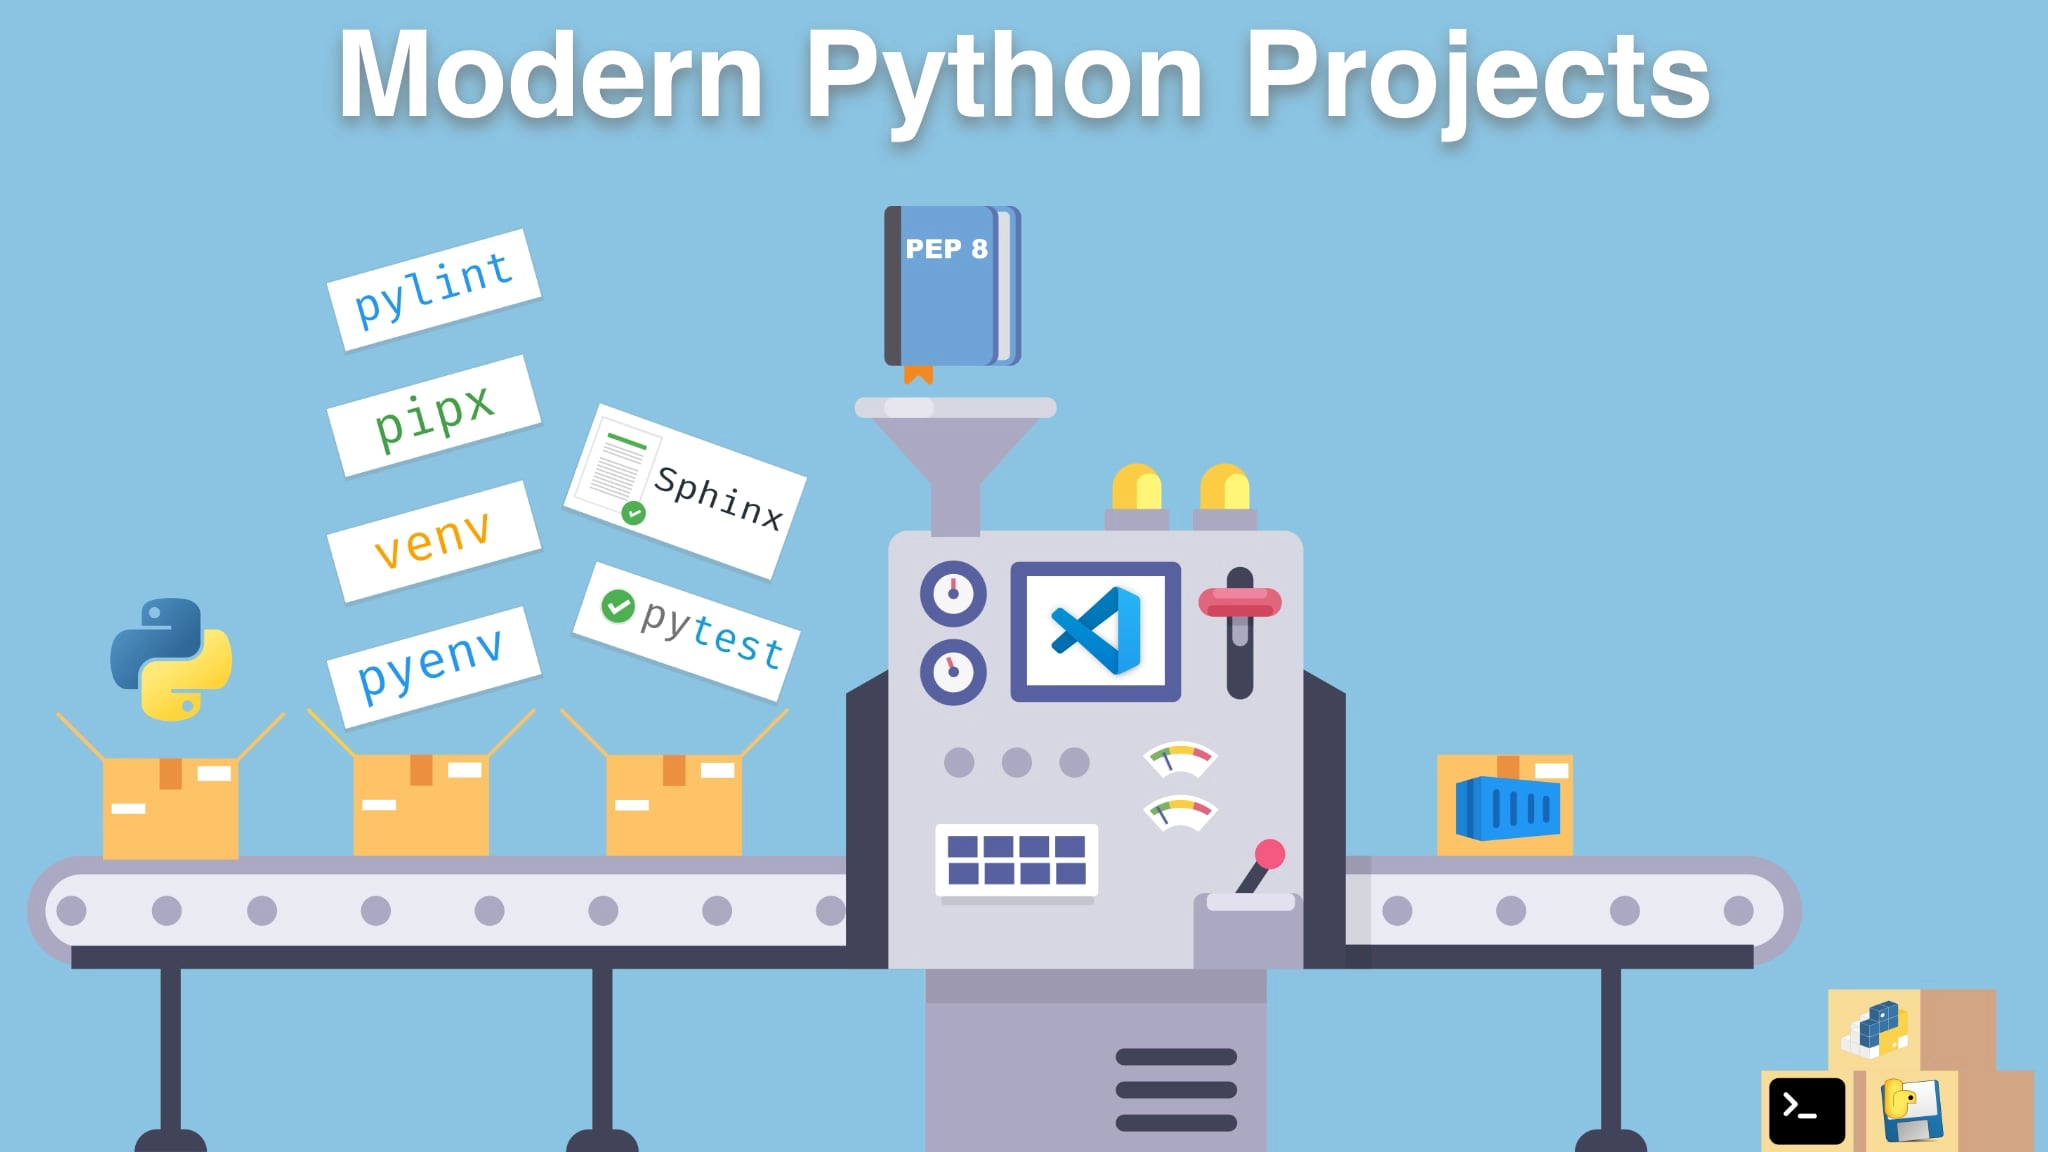 Modern Python Projects
PEP 8
pylint
pipx
venv
pyenv
Sphinx
pytest
>_